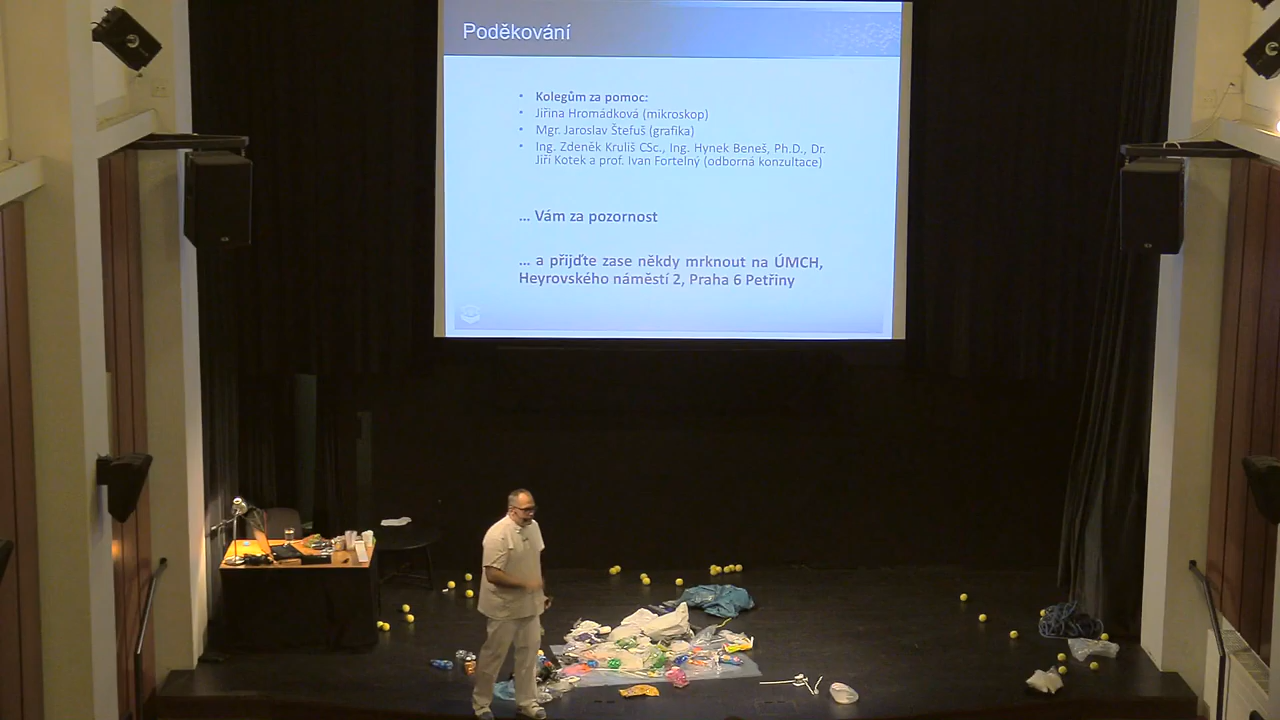 Poděkování
• Kolegům za pomoc:
• Jiřina Hromádková (mikroskop)
• Mgr. Jaroslav Štefuš (grafika)
• Ing. Zdeněk Kruliš CSc., Ing. Hynek Beneš, Ph.D., Dr.
Jiří Kotek a prof. Ivan Fortelný (odborná konzultace)
... Vám za pozornost
... a přijďte zase někdy mrknout na ÚMCH,
Heyrovského náměstí 2, Praha 6 Petřiny